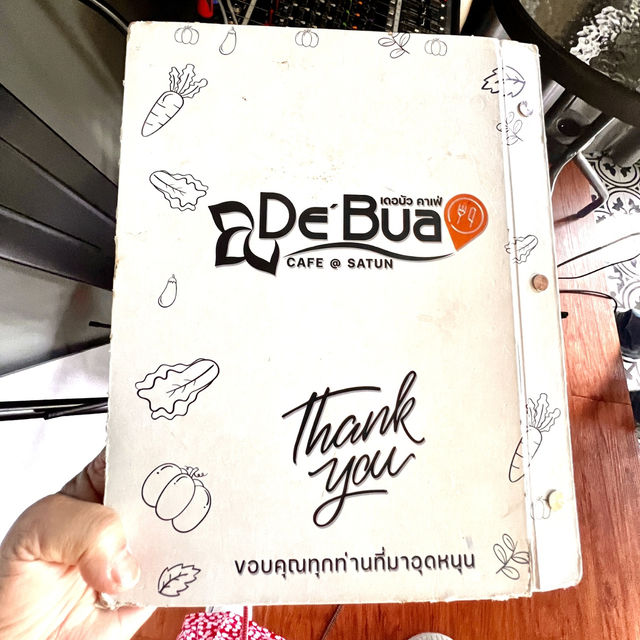 เดอบัว คาเฟ่
De´Bua
CAFE @ SATUN
Thank
you
ขอบคุณทุกท่านที่มาอุดหนุน